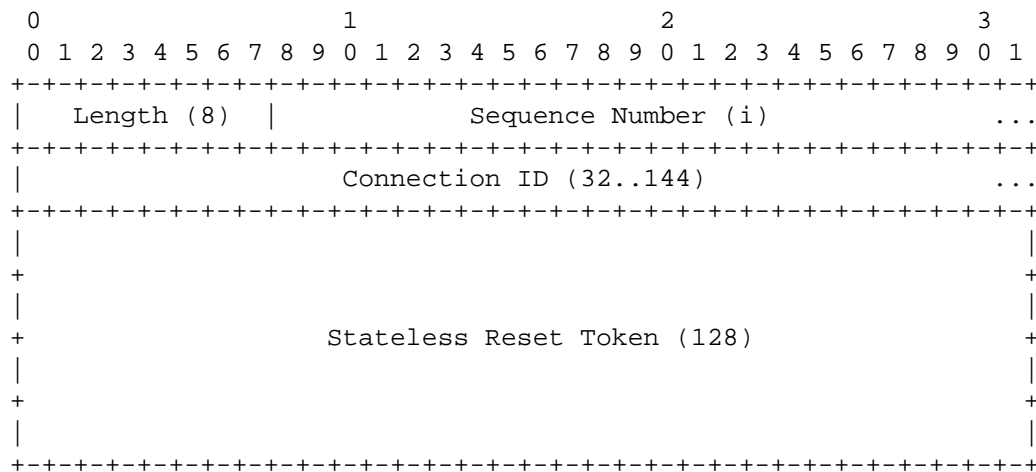 0                   1                   2                   3
 0 1 2 3 4 5 6 7 8 9 0 1 2 3 4 5 6 7 8 9 0 1 2 3 4 5 6 7 8 9 0 1
+-+-+-+-+-+-+-+-+-+-+-+-+-+-+-+-+-+-+-+-+-+-+-+-+-+-+-+-+-+-+-+-+
|   Length (8)  |            Sequence Number (i)              ...
+-+-+-+-+-+-+-+-+-+-+-+-+-+-+-+-+-+-+-+-+-+-+-+-+-+-+-+-+-+-+-+-+
|                    Connection ID (32..144)                  ...
+-+-+-+-+-+-+-+-+-+-+-+-+-+-+-+-+-+-+-+-+-+-+-+-+-+-+-+-+-+-+-+-+
|                                                               |
+                                                               +
|                                                               |
+                   Stateless Reset Token (128)                 +
|                                                               |
+                                                               +
|                                                               |
+-+-+-+-+-+-+-+-+-+-+-+-+-+-+-+-+-+-+-+-+-+-+-+-+-+-+-+-+-+-+-+-+